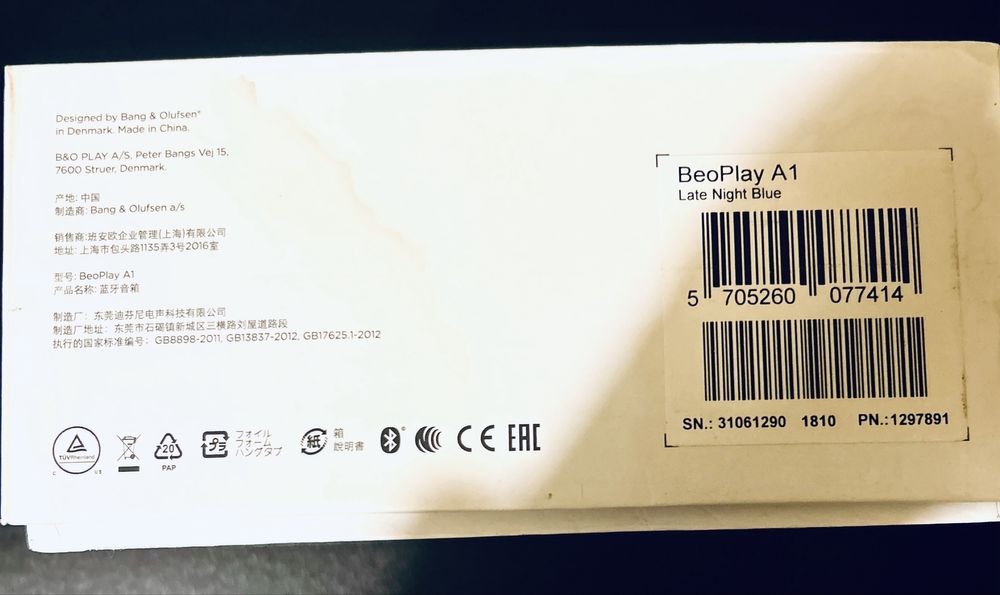 Designed by Bang & Olufsen®
in Denmark. Made in China.
B&O PLAY A/S, Peter Bangs Vej 15,
7600 Struer, Denmark.
产地: 中国
制造商: Bang & Olufsen a/s
销售商:班安欧企业管理(上海)有限公司
地址: 上海市包头路1135弄3号2016室
型号: BeoPlay A1
产品名称: 蓝牙音箱
制造厂: 东莞迪芬尼电声科技有限公司
制造厂地址: 东莞市石碣镇新城区三横路刘屋道路段
执行的国家标准编号: GB8898-2011, GB13837-2012, GB17625.1-2012
TÜVRheinland
C US
20
PAP
プラ
フォイル
フォーム
ハングタブ
紙
箱
説明書
CE
EAC
BeoPlay A1
Late Night Blue
5 705260 077414
SN.: 31061290 1810 PN.:1297891